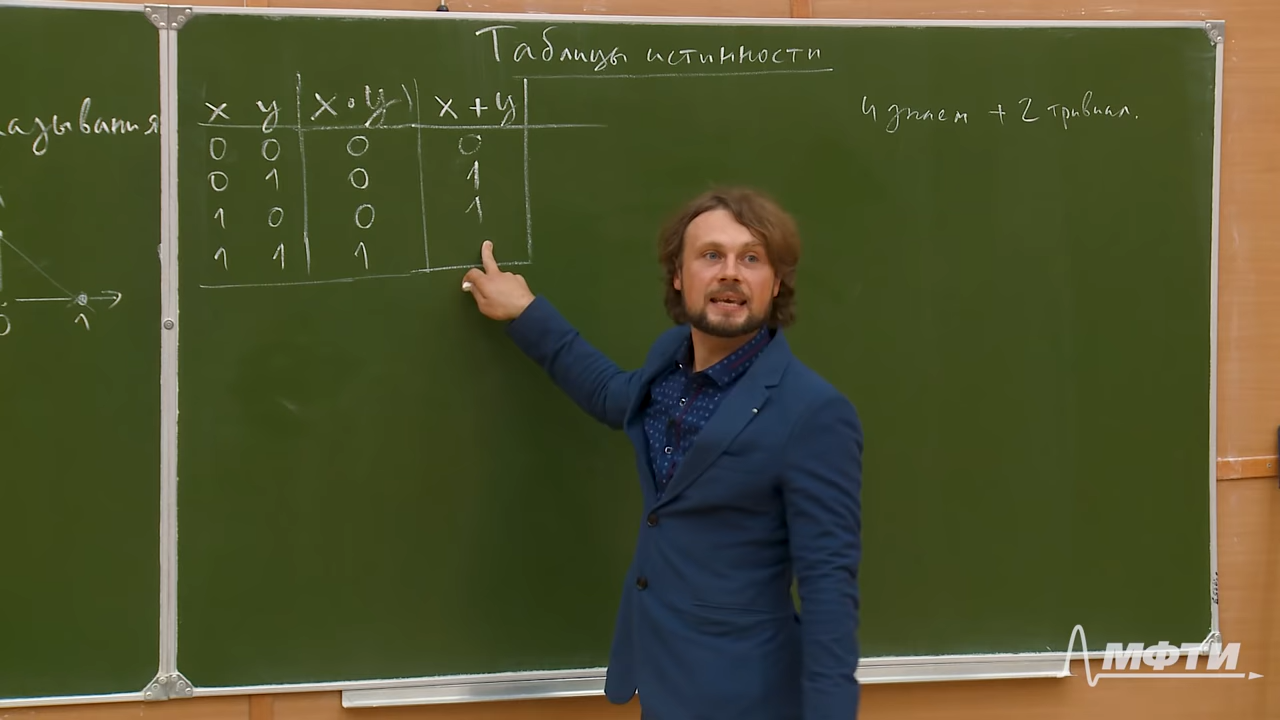 Таблицы истинности
азывания
4 знаем + 2 тривиал.
x y x • y x + y
0 0 0 0
0 1 0 1
1 0 0 1
1 1 1
0 1
МФТИ